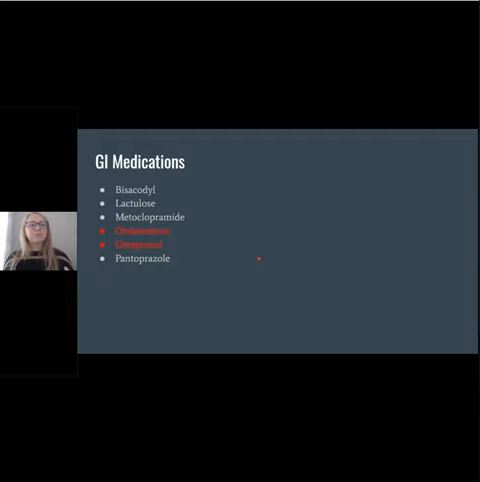 GI Medications
● Bisacodyl
● Lactulose
● Metoclopramide
● Pantoprazole